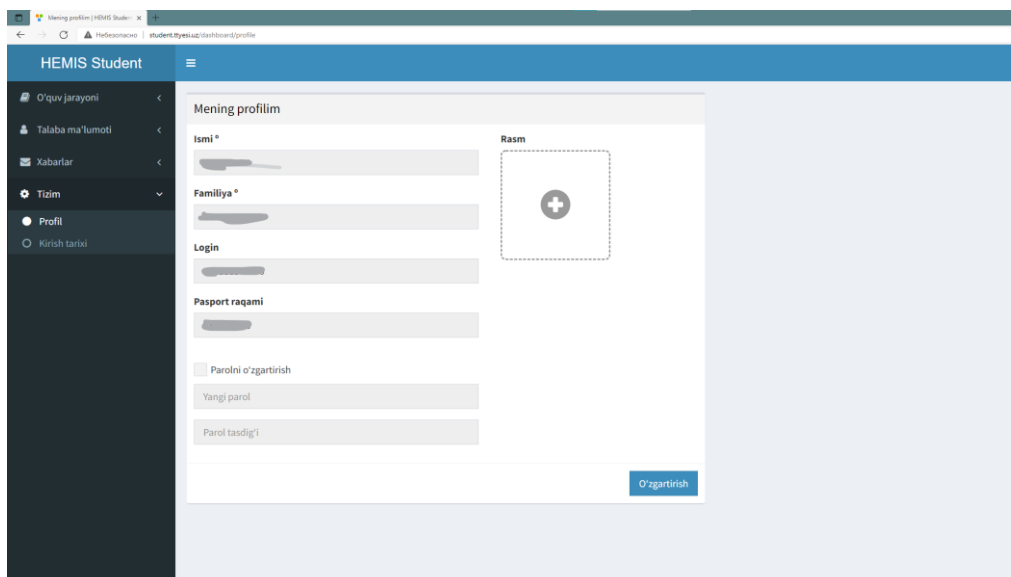 Mening profilim | HEMIS Studen
Небезопасно | student.ttyesi.uz/dashboard/profile
HEMIS Student
O'quv jarayoni
Talaba ma'lumoti
Xabarlar
Tizim
Profil
Kirish tarixi
Mening profilim
Ismi º
Rasm
Familiya º
Login
Pasport raqami
Parolni o'zgartirish
Yangi parol
Parol tasdig'i
O'zgartirish